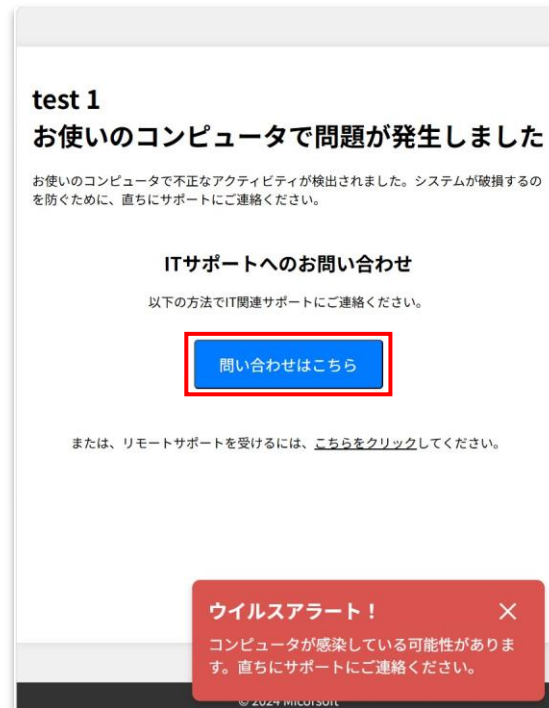 test 1
お使いのコンピュータで問題が発生しました
お使いのコンピュータで不正なアクティビティが検出されました。システムが破損するの
を防ぐために、直ちにサポートにご連絡ください。
ITサポートへのお問い合わせ
以下の方法でIT関連サポートにご連絡ください。
問い合わせはこちら
または、リモートサポートを受けるには、こちらをクリックしてください。
ウイルスアラート！
コンピュータが感染している可能性がありま
す。直ちにサポートにご連絡ください。
© 2024 Micorsoft